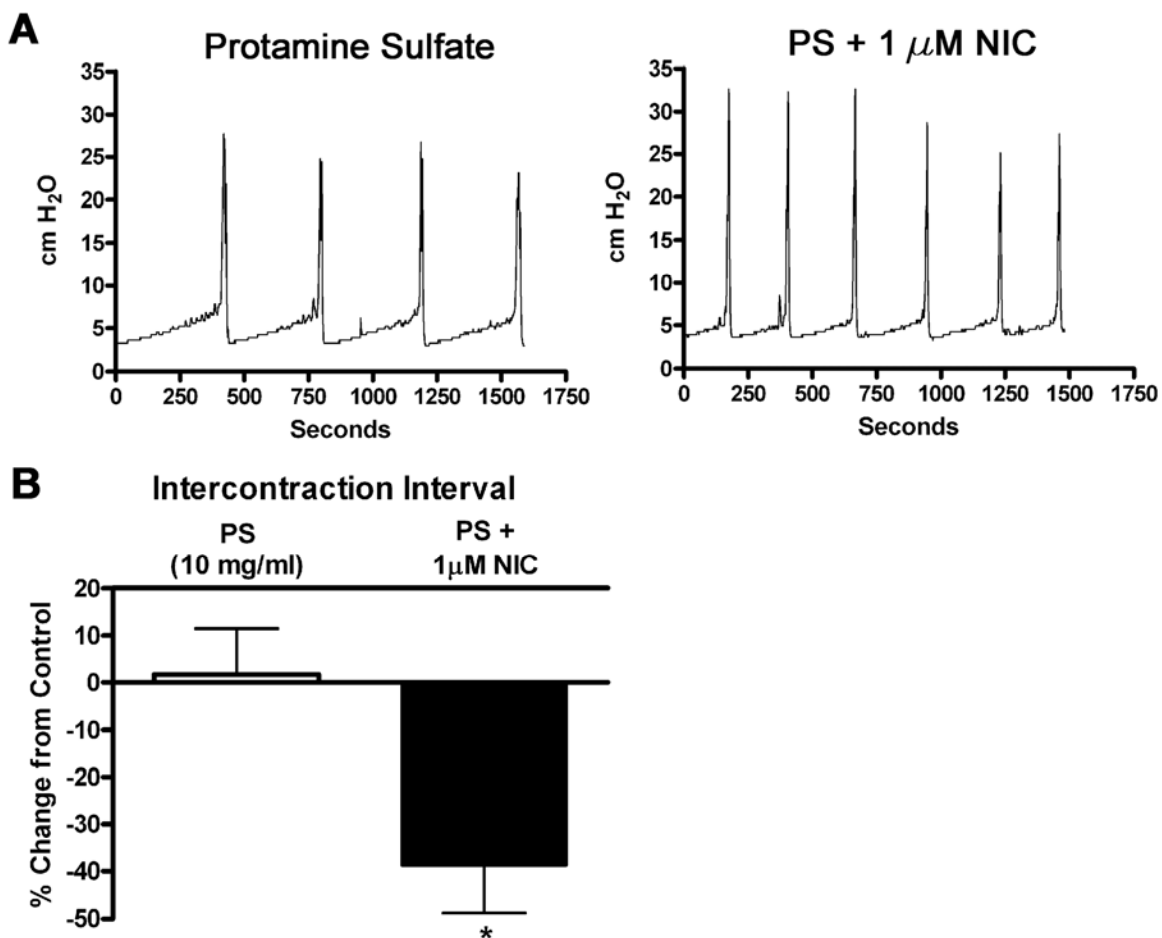 A
Protamine Sulfate
PS + 1 μM NIC
35
30
25
20
15
10
5
0
cm H₂O
0 250 500 750 1000 1250 1500 1750
Seconds
35
30
25
20
15
10
5
0
cm H₂O
0 250 500 750 1000 1250 1500 1750
Seconds
B
Intercontraction Interval
PS
(10 mg/ml)
PS +
1μM NIC
20
10
0
-10
-20
-30
-40
-50
% Change from Control
*